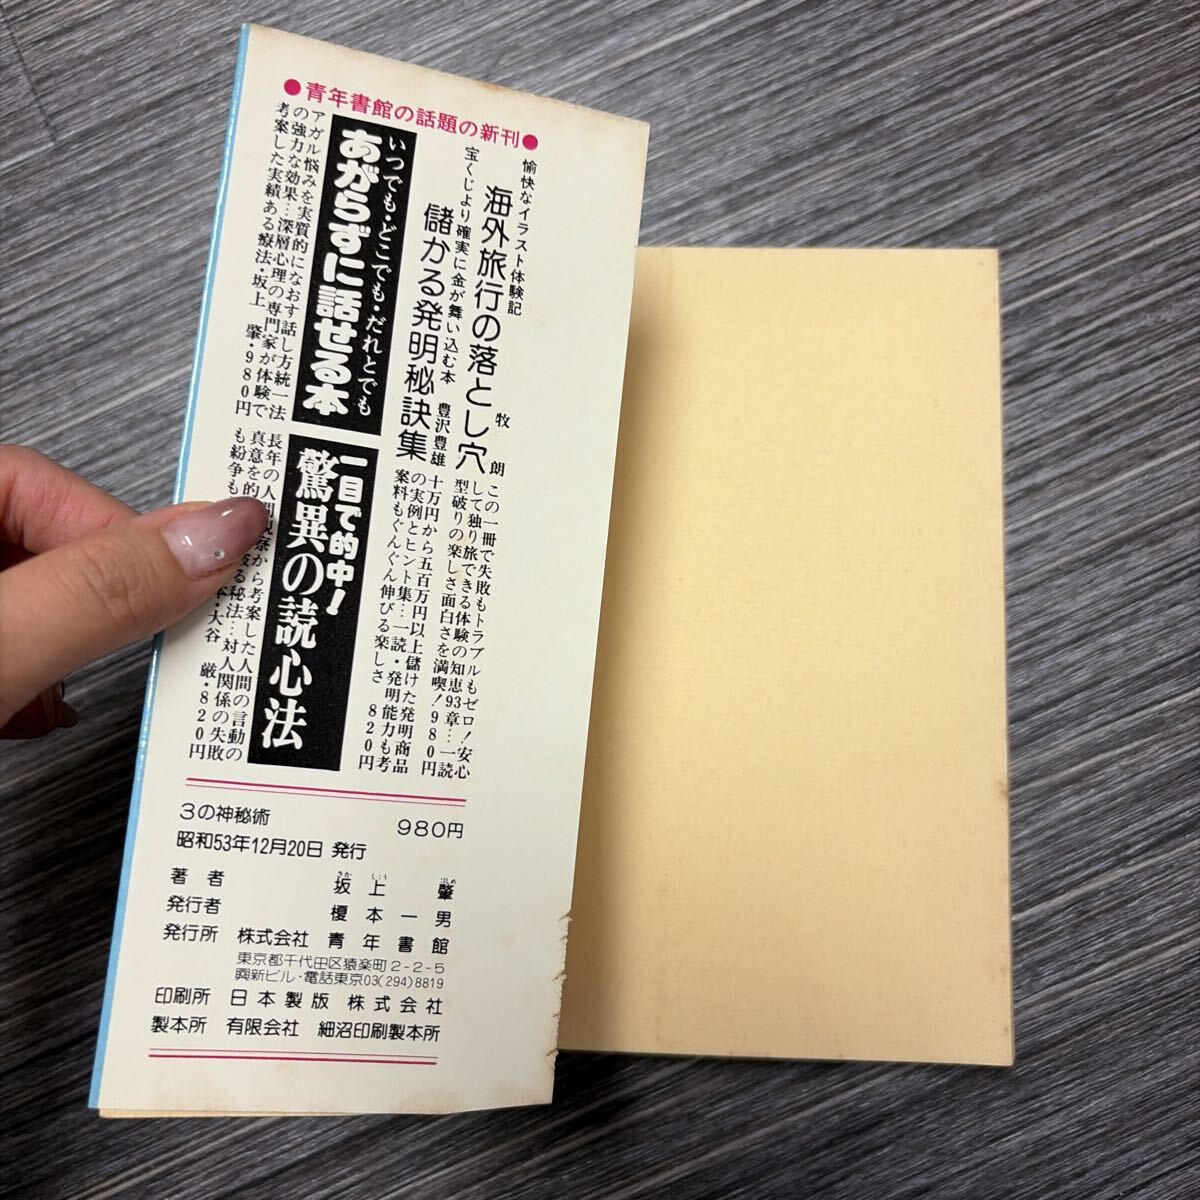 ●青年書館の話題の新刊●
愉快なイラスト体験記
海外旅行の落とし穴
牧 朗
この一冊で失敗もトラブルもゼロ!安心
して独り旅できる体験の知恵93章…一読
型破りの楽しさ面白さを満喫!980円
宝くじより確実に金が舞い込む本
儲かる発明秘訣集
豊沢豊雄
十万円から五百万円以上儲けた発明商品
の実例とヒント集…一読・発明能力も考
案料もぐんぐん伸びる楽しさ 820円
いつでも・どこでも・だれとでも
あがらずに話せる本
アガル悩みを実質的になおす話し方統一法
の強力な効果…深層心理の専門家が体験で
考案した実績ある療法・坂上 肇・980円
一目で的中!
驚異の読心法
長年の人間観察から考案した人間の言動の
真意を的
る秘法…対人関係の失敗
も紛争も
本・大谷 厳・820円
3の神秘術 980円
昭和53年12月20日 発行
著者 坂上 肇
さか じょう はじめ
発行者 榎本一男
発行所 株式会社 青年書館
東京都千代田区猿楽町2-2-5
興新ビル・電話東京03(294)8819
印刷所 日本製版 株式会社
製本所 有限会社 細沼印刷製本所